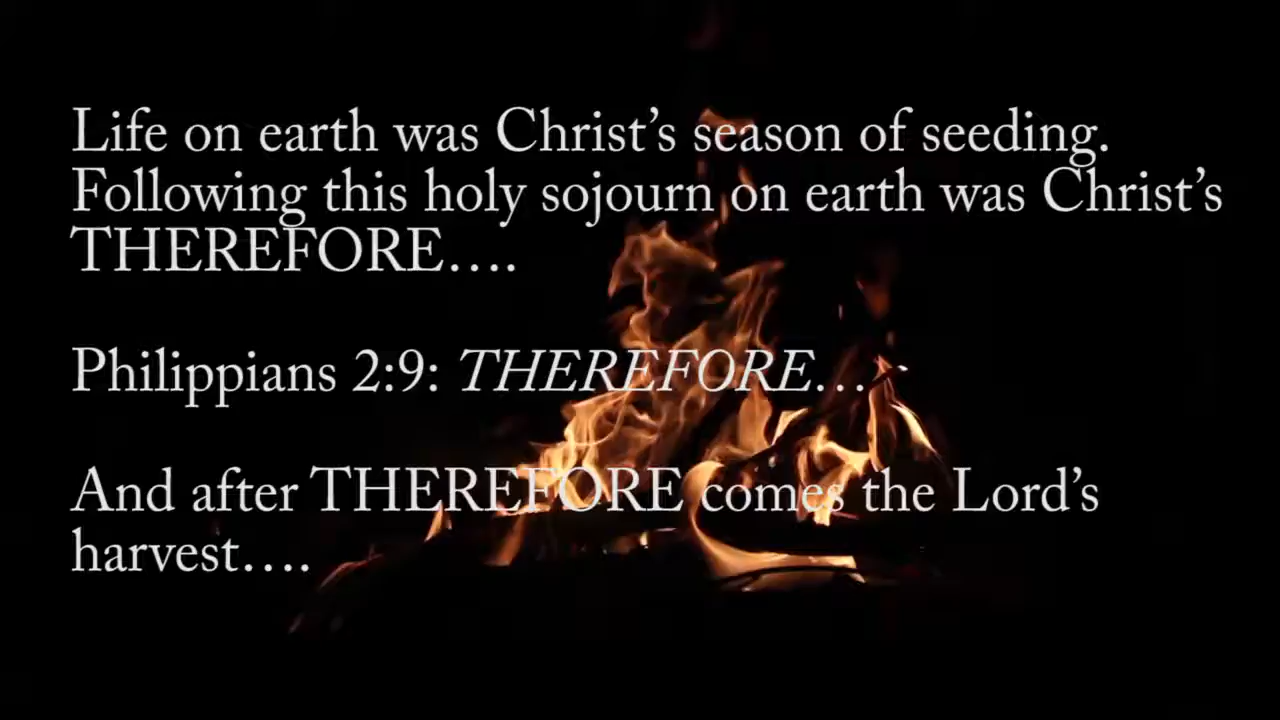 Life on earth was Christ’s season of seeding.
Following this holy sojourn on earth was Christ’s
THEREFORE….
Philippians 2:9: THEREFORE….
And after THEREFORE comes the Lord’s
harvest….